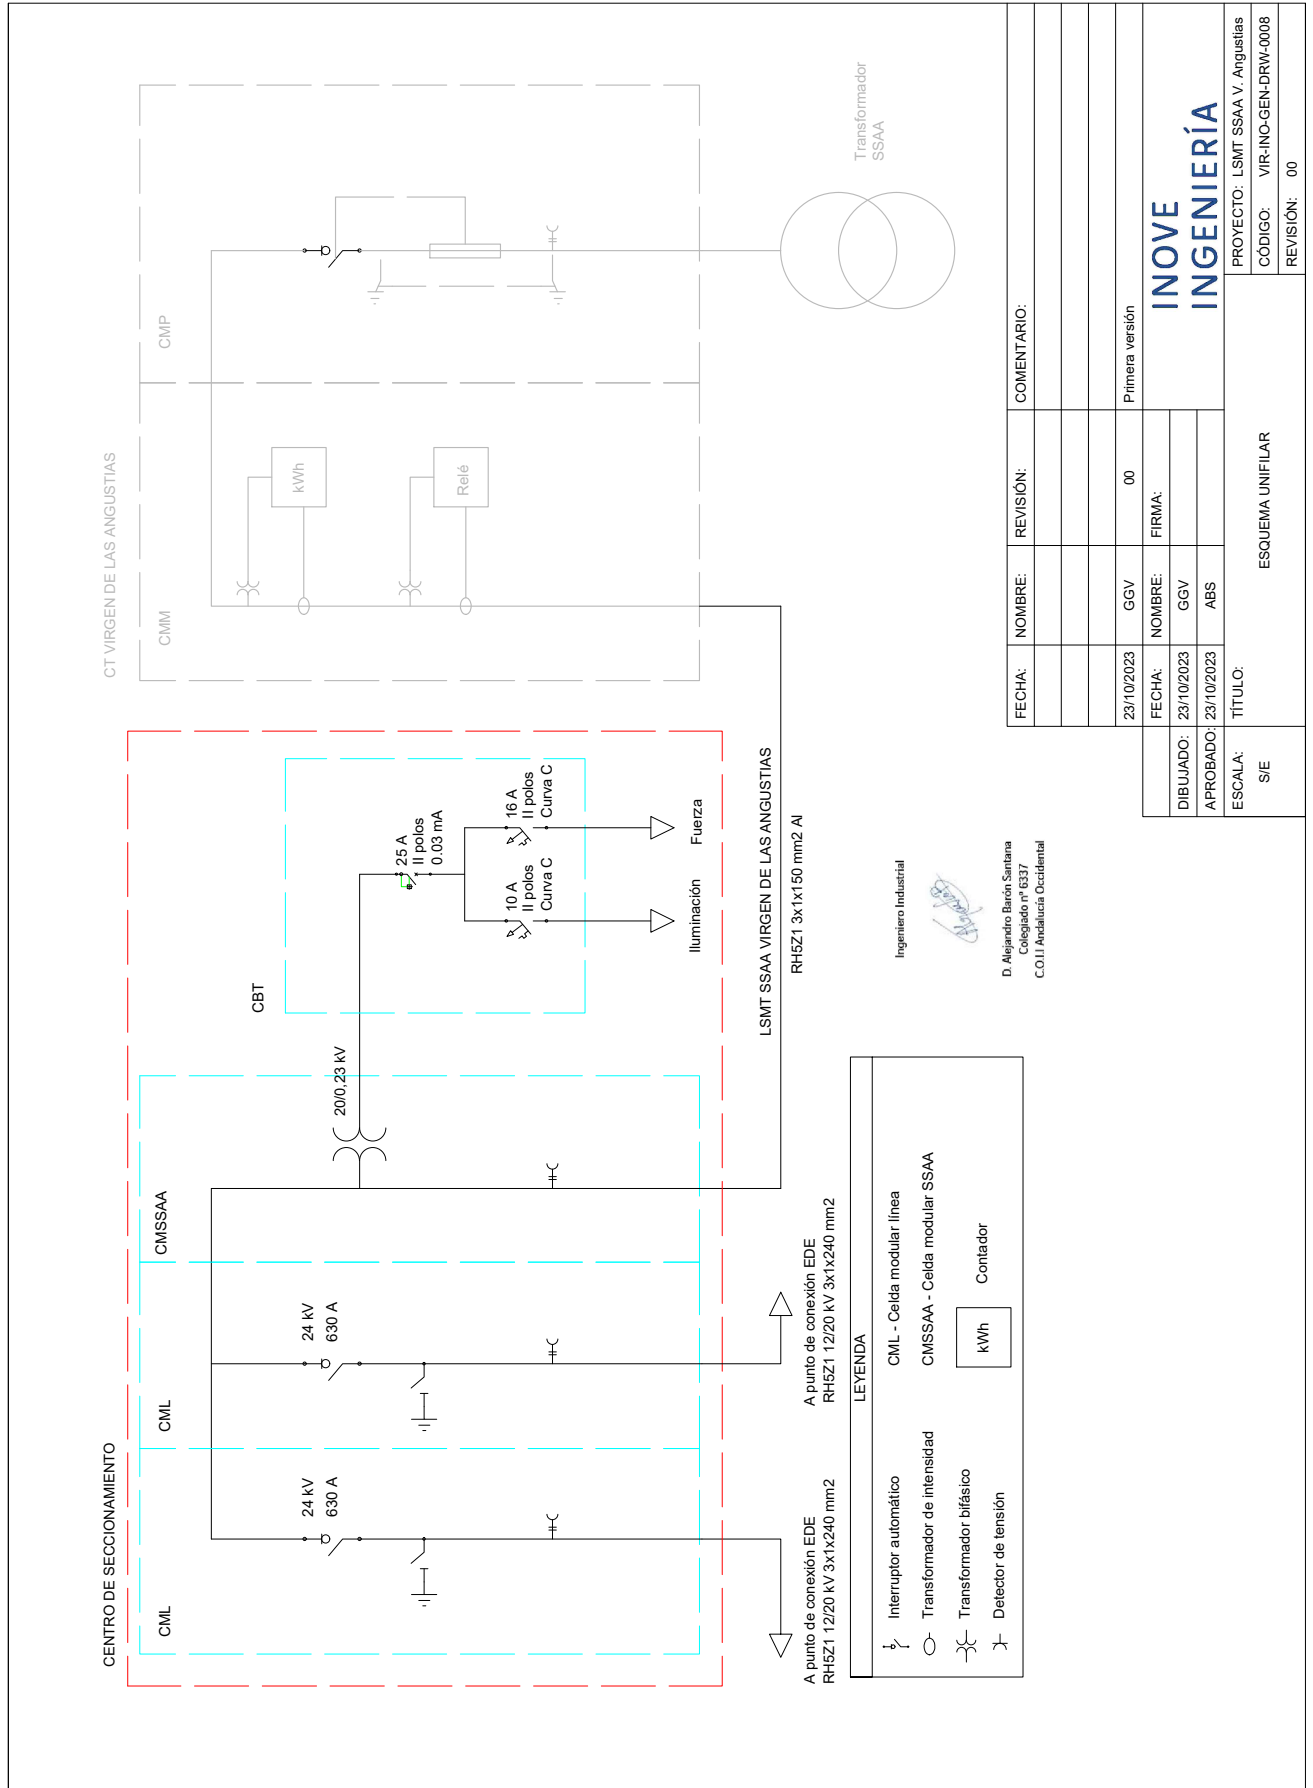 CENTRO DE SECCIONAMIENTO
CML
24 kV
630 A
CML
24 kV
630 A
CMSSAA
20/0,23 kV
CBT
25 A
II polos
0.03 mA
10 A
II polos
Curva C
16 A
II polos
Curva C
Iluminación
Fuerza
CT VIRGEN DE LAS ANGUSTIAS
CMM
kWh
Relé
CMP
Transformador
SSAA
A punto de conexión EDE
RH5Z1 12/20 kV 3x1x240 mm2
A punto de conexión EDE
RH5Z1 12/20 kV 3x1x240 mm2
LSMT SSAA VIRGEN DE LAS ANGUSTIAS
RH5Z1 3x1x150 mm2 Al
LEYENDA
Interruptor automático
Transformador de intensidad
Transformador bifásico
Detector de tensión
CML - Celda modular línea
CMSSAA - Celda modular SSAA
kWh
Contador
Ingeniero Industrial
D. Alejandro Barón Santana
Colegiado nº 6337
C.O.I.I Andalucía Occidental
FECHA: NOMBRE: REVISIÓN: COMENTARIO:
23/10/2023 GGV 00 Primera versión
FECHA: NOMBRE: FIRMA:
DIBUJADO: 23/10/2023 GGV
APROBADO: 23/10/2023 ABS
INOVE
INGENIERÍA
ESCALA:
S/E
TÍTULO:
ESQUEMA UNIFILAR
PROYECTO: LSMT SSAA V. Angustias
CÓDIGO: VIR-INO-GEN-DRW-0008
REVISIÓN: 00